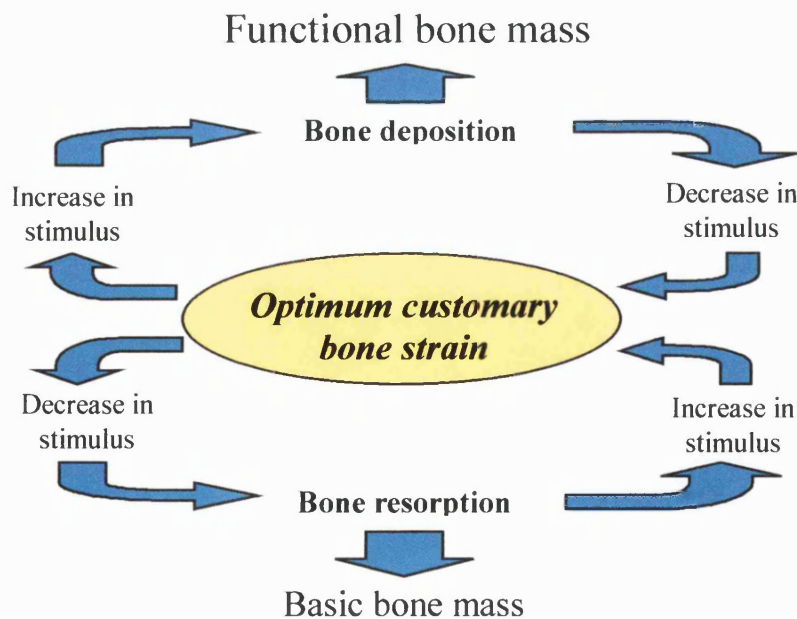 Functional bone mass
Bone deposition
Increase in
stimulus
Decrease in
stimulus
Optimum customary
bone strain
Decrease in
stimulus
Increase in
stimulus
Bone resorption
Basic bone mass